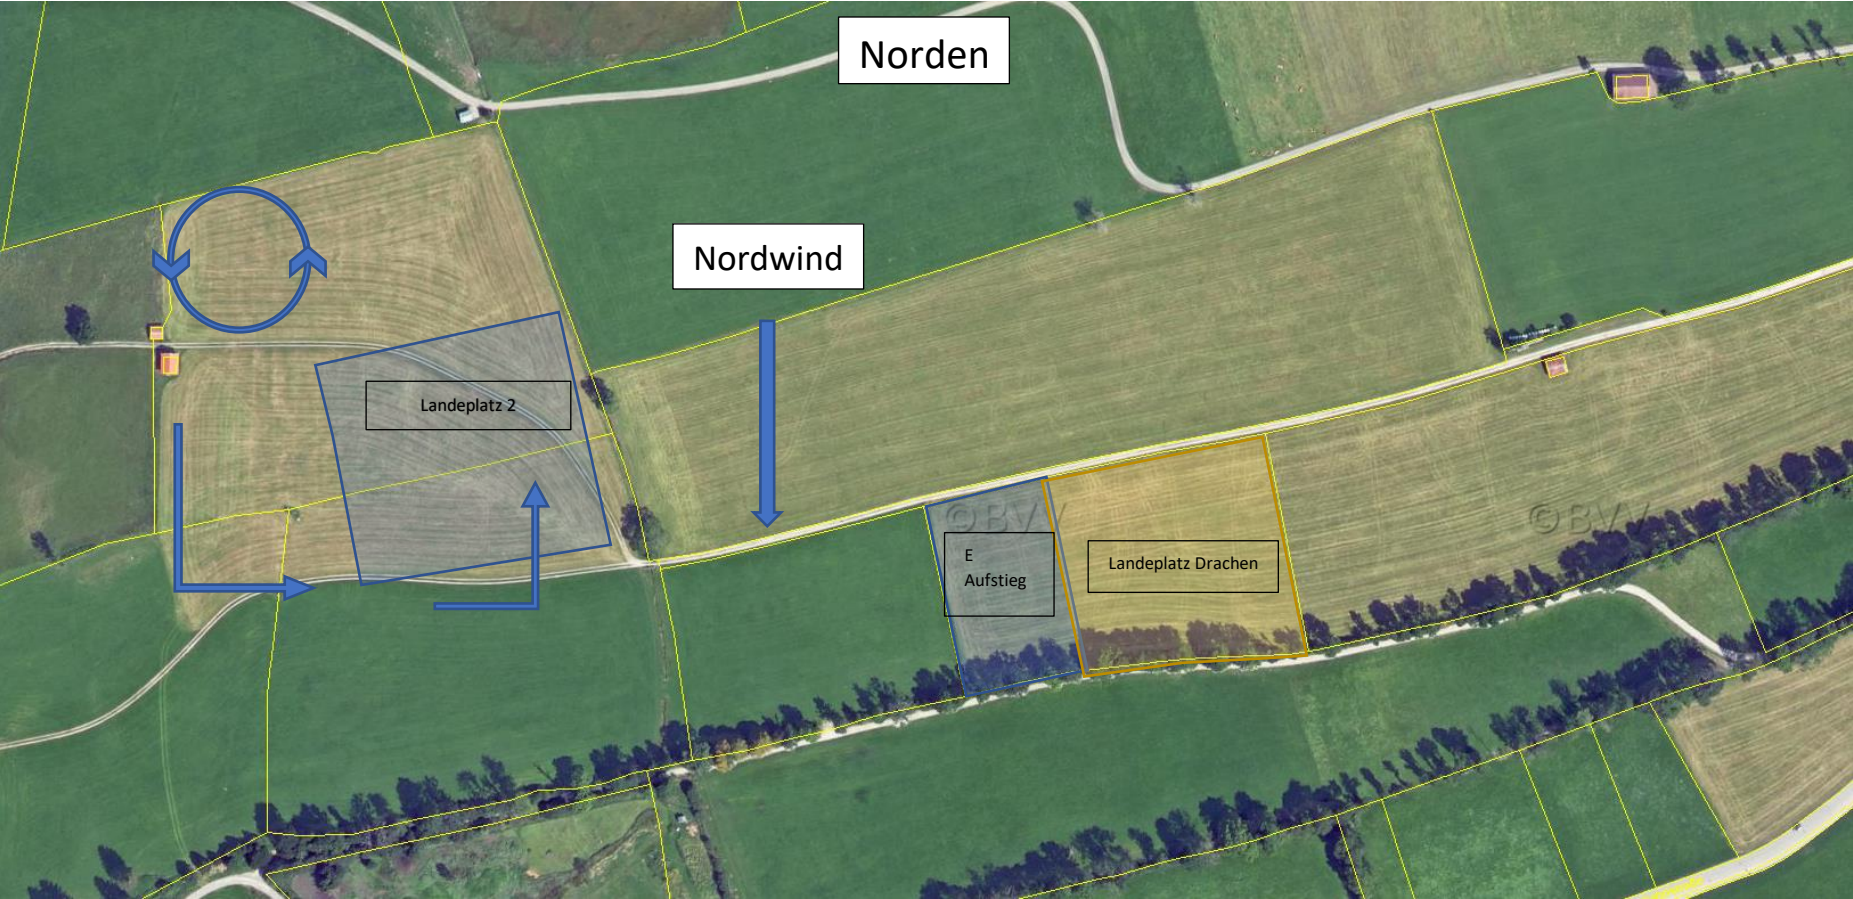 Norden
Nordwind
Landeplatz 2
©BVV
©BVV
E
Aufstieg
Landeplatz Drachen